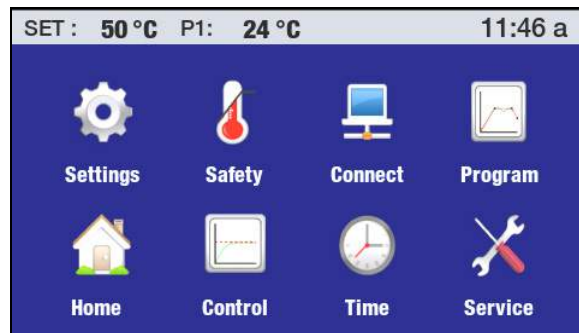 SET : 50 °C P1: 24 °C 11:46 a
Settings Safety Connect Program
Home Control Time Service